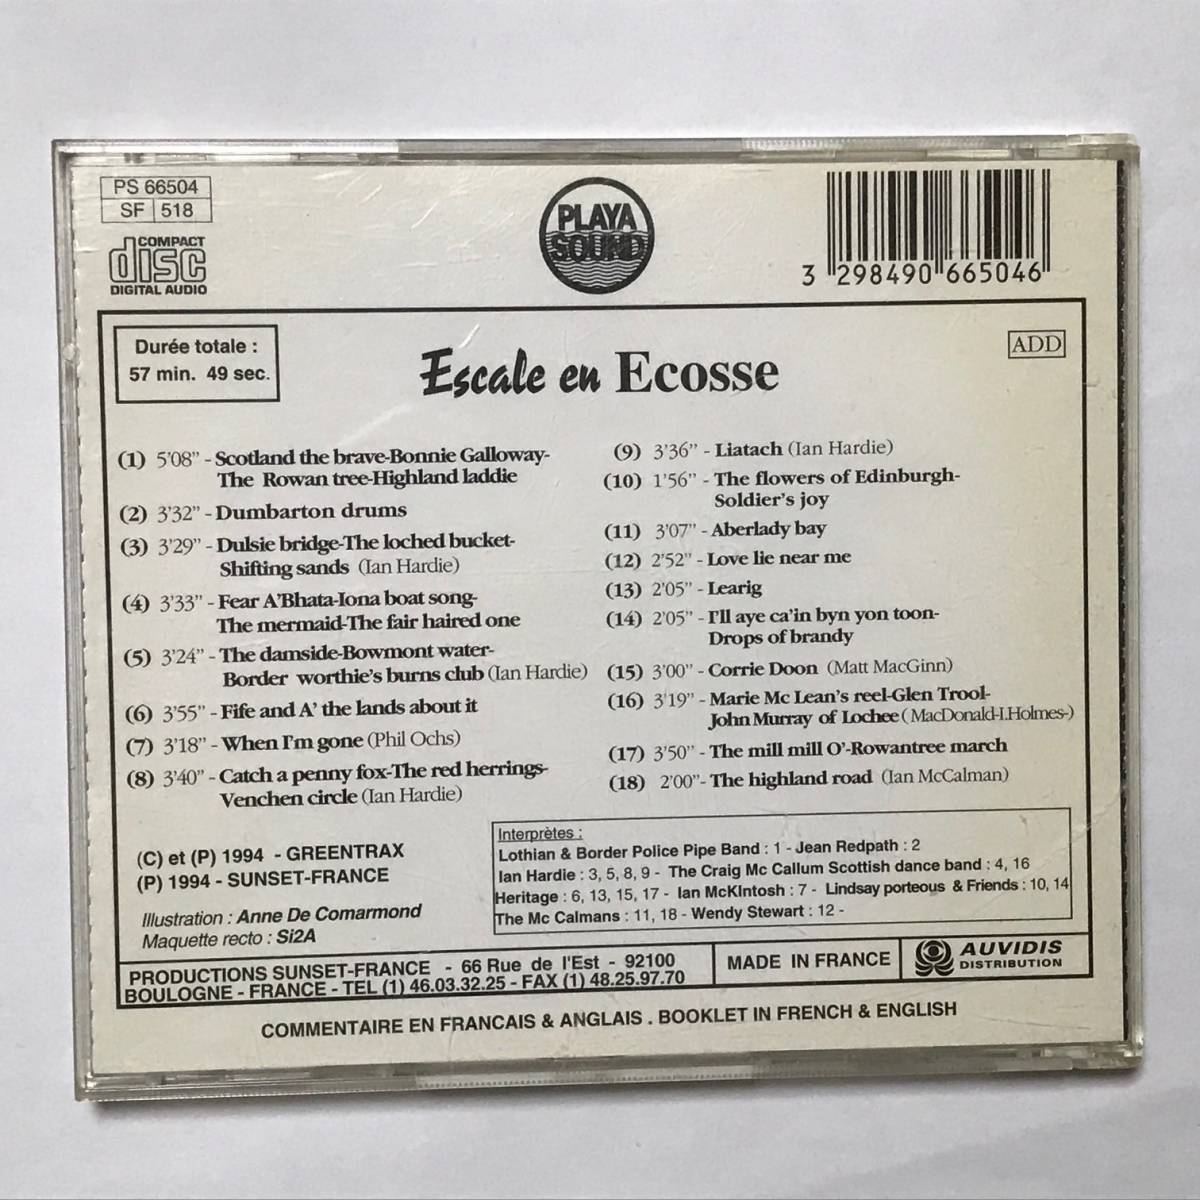 PS 66504
SF 518
COMPACT
disc
DIGITAL AUDIO
PLAYA
SOUND
3 298490 665046
Durée totale :
57 min. 49 sec.
Escale en Ecosse
ADD
(1) 5'08" - Scotland the brave-Bonnie Galloway-
The Rowan tree-Highland laddie
(2) 3'32" - Dumbarton drums
(3) 3'29" - Dulsie bridge-The loched bucket-
Shifting sands (Ian Hardie)
(4) 3'33" - Fear A'Bhata-Iona boat song-
The mermaid-The fair haired one
(5) 3'24" - The damside-Bowmont water-
Border worthie's burns club (Ian Hardie)
(6) 3'55" - Fife and A' the lands about it
(7) 3'18" - When I'm gone (Phil Ochs)
(8) 3'40" - Catch a penny fox-The red herrings-
Venchen circle (Ian Hardie)
(9) 3'36" - Liatach (Ian Hardie)
(10) 1'56" - The flowers of Edinburgh-
Soldier's joy
(11) 3'07" - Aberlady bay
(12) 2'52" - Love lie near me
(13) 2'05" - Learig
(14) 2'05" - I'll aye ca'in byn yon toon-
Drops of brandy
(15) 3'00" - Corrie Doon (Matt MacGinn)
(16) 3'19" - Marie Mc Lean's reel-Glen Trool-
John Murray of Lochee ( MacDonald-I.Holmes-)
(17) 3'50" - The mill mill O'-Rowantree march
(18) 2'00"- The highland road (Ian McCalman)
(C) et (P) 1994 - GREENTRAX
(P) 1994 - SUNSET-FRANCE
Illustration : Anne De Comarmond
Maquette recto : Si2A
Interprètes :
Lothian & Border Police Pipe Band : 1 - Jean Redpath : 2
Ian Hardie : 3, 5, 8, 9 - The Craig Mc Callum Scottish dance band : 4, 16
Heritage : 6, 13, 15, 17 - Ian McKIntosh : 7 - Lindsay porteous & Friends : 10, 14
The Mc Calmans : 11, 18 - Wendy Stewart : 12 -
PRODUCTIONS SUNSET-FRANCE - 66 Rue de l'Est - 92100
BOULOGNE - FRANCE - TEL (1) 46.03.32.25 - FAX (1) 48.25.97.70
MADE IN FRANCE
AUVIDIS
DISTRIBUTION
COMMENTAIRE EN FRANCAIS & ANGLAIS . BOOKLET IN FRENCH & ENGLISH